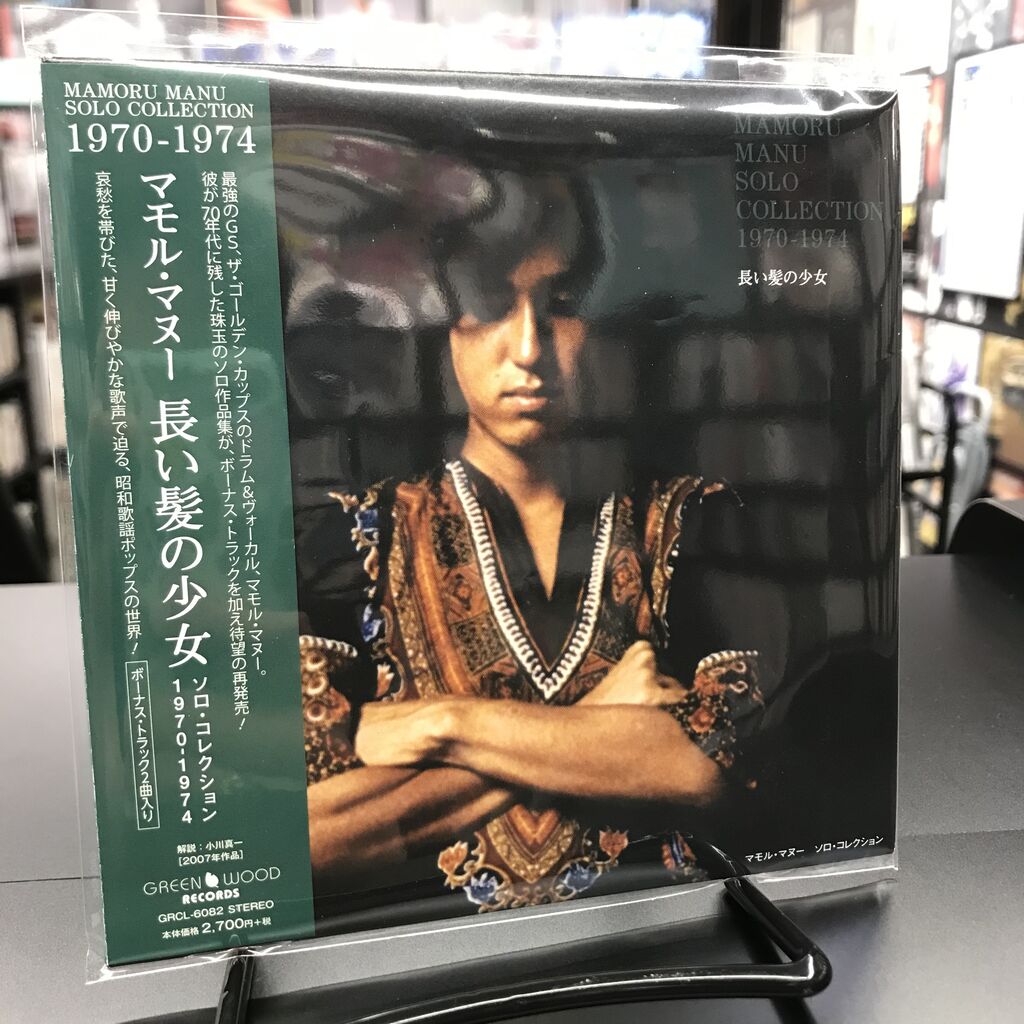 MAMORU MANU
SOLO COLLECTION
1970-1974
最強のGS、ザ・ゴールデン・カップスのドラム&ヴォーカル、マモル・マヌー。
彼が70年代に残した珠玉のソロ作品集が、ボーナス・トラックを加え待望の再発売!
マモル・マヌー 長い髪の少女 ソロ・コレクション
1970-1974
哀愁を帯びた、甘く伸びやかな歌声で迫る、昭和歌謡ポップスの世界!
ボーナス・トラック2曲入り
解説:小川真一
[2007年作品]
GREEN WOOD
RECORDS
GRCL-6082 STEREO
本体価格 2,700円+税
MAMORU
MANU
SOLO
COLLECTION
1970-1974
長い髪の少女
マモル・マヌー ソロ・コレクション